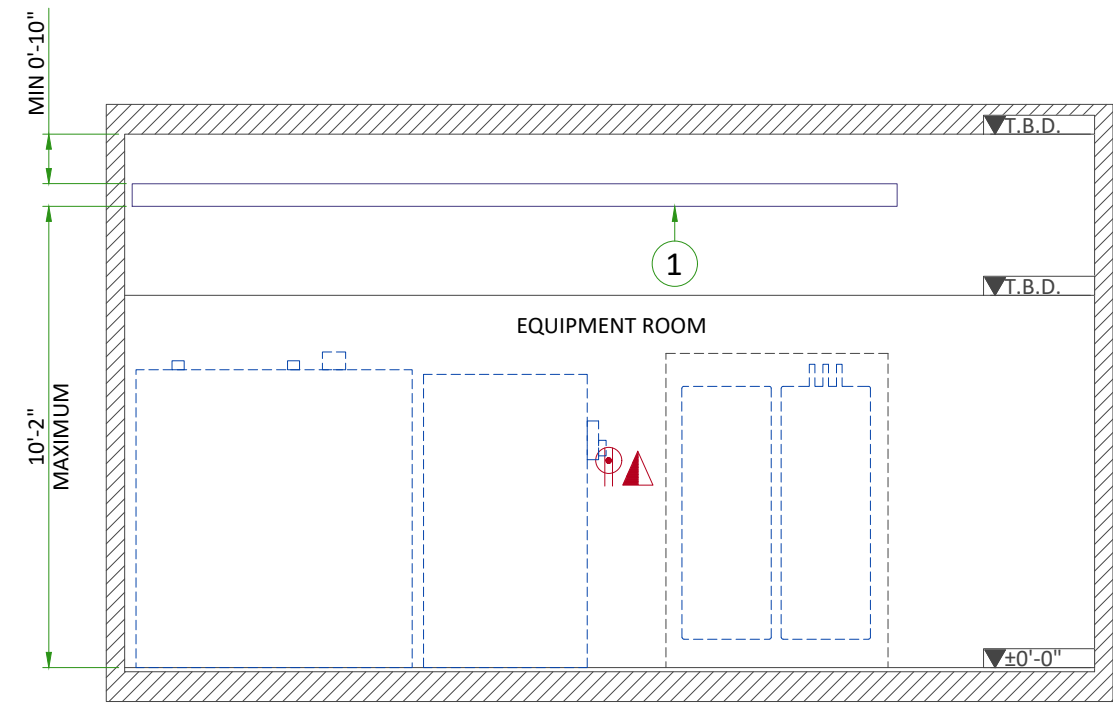 MIN 0'-10"
T.B.D.
1
T.B.D.
EQUIPMENT ROOM
10'-2"
MAXIMUM
±0'-0"